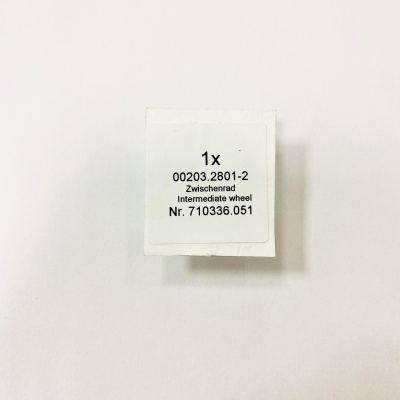 1x
00203.2801-2
Zwischenrad
Intermediate wheel
Nr. 710336.051